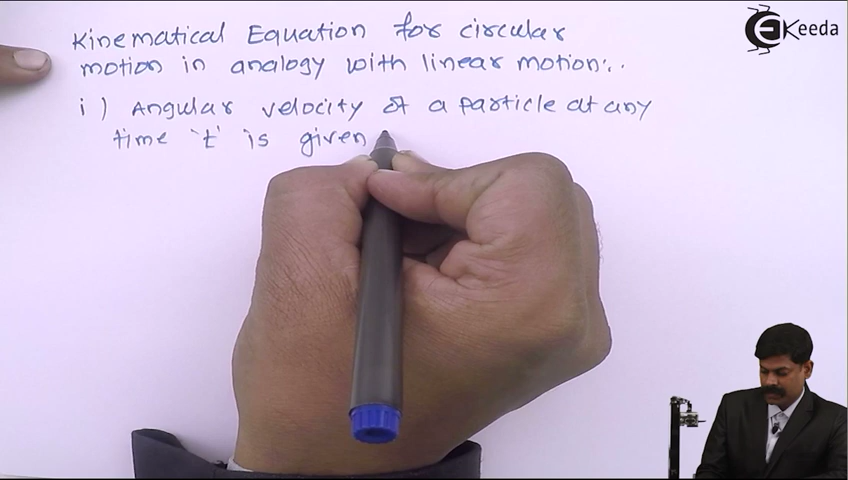 Kinematical Equation for circular
motion in analogy with linear motion:.
i) Angular velocity of a particle at any
time 't' is given
EKeeda